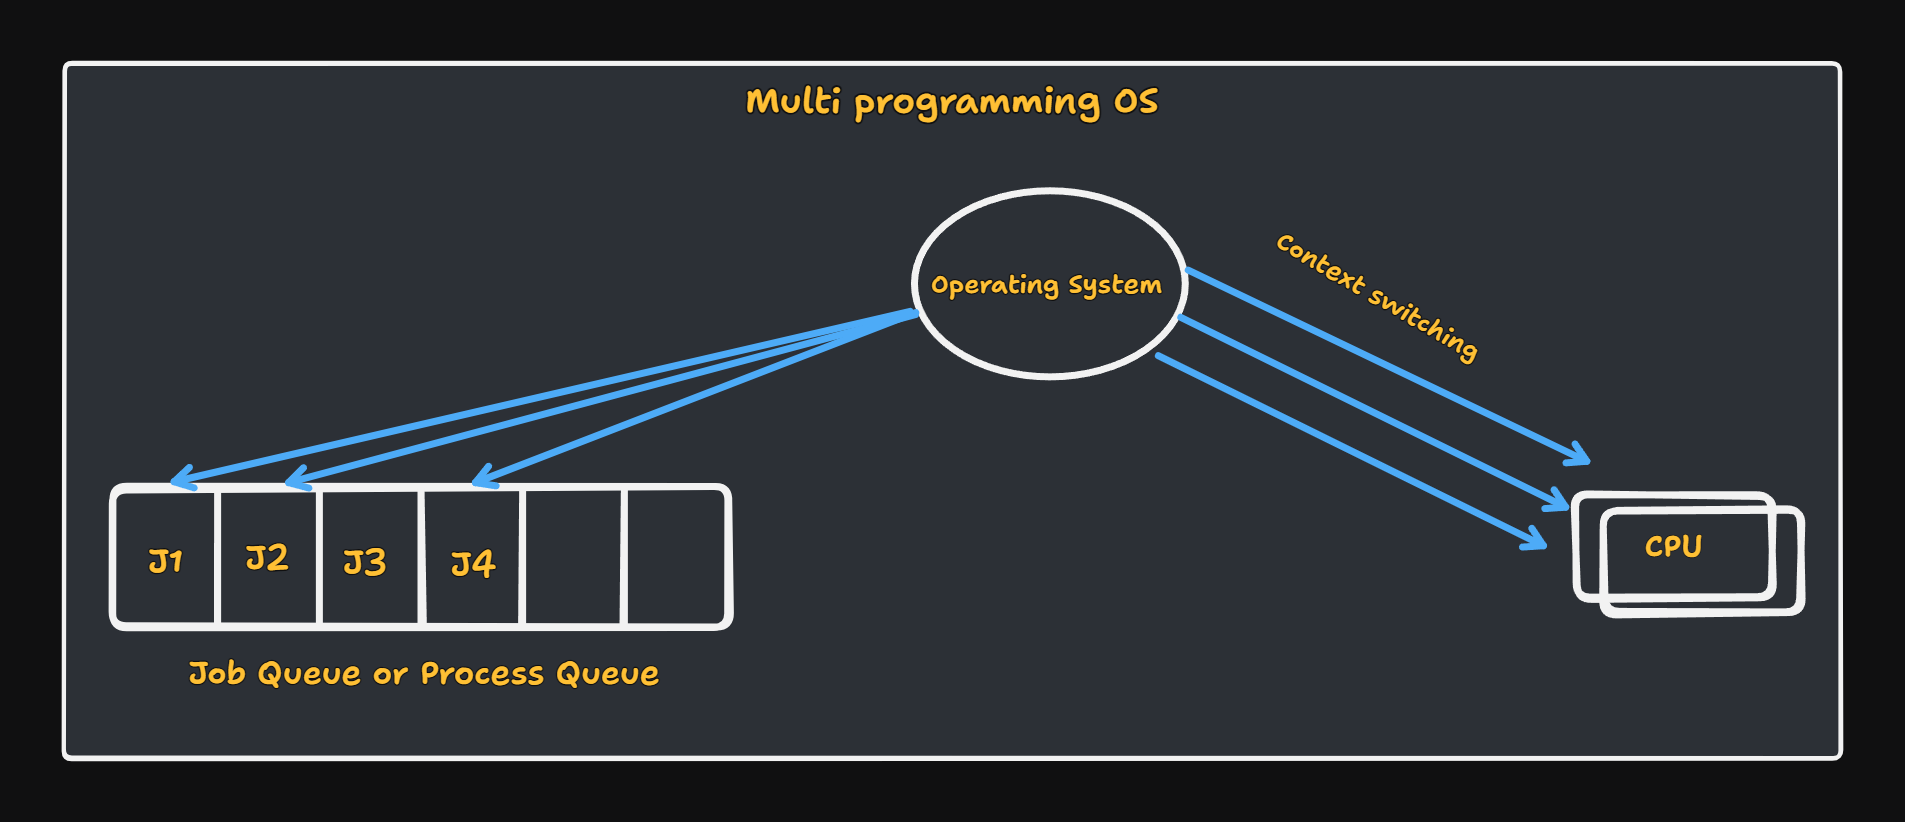 Multi programming OS
Operating System
Context switching
J1
J2
J3
J4
CPU
Job Queue or Process Queue